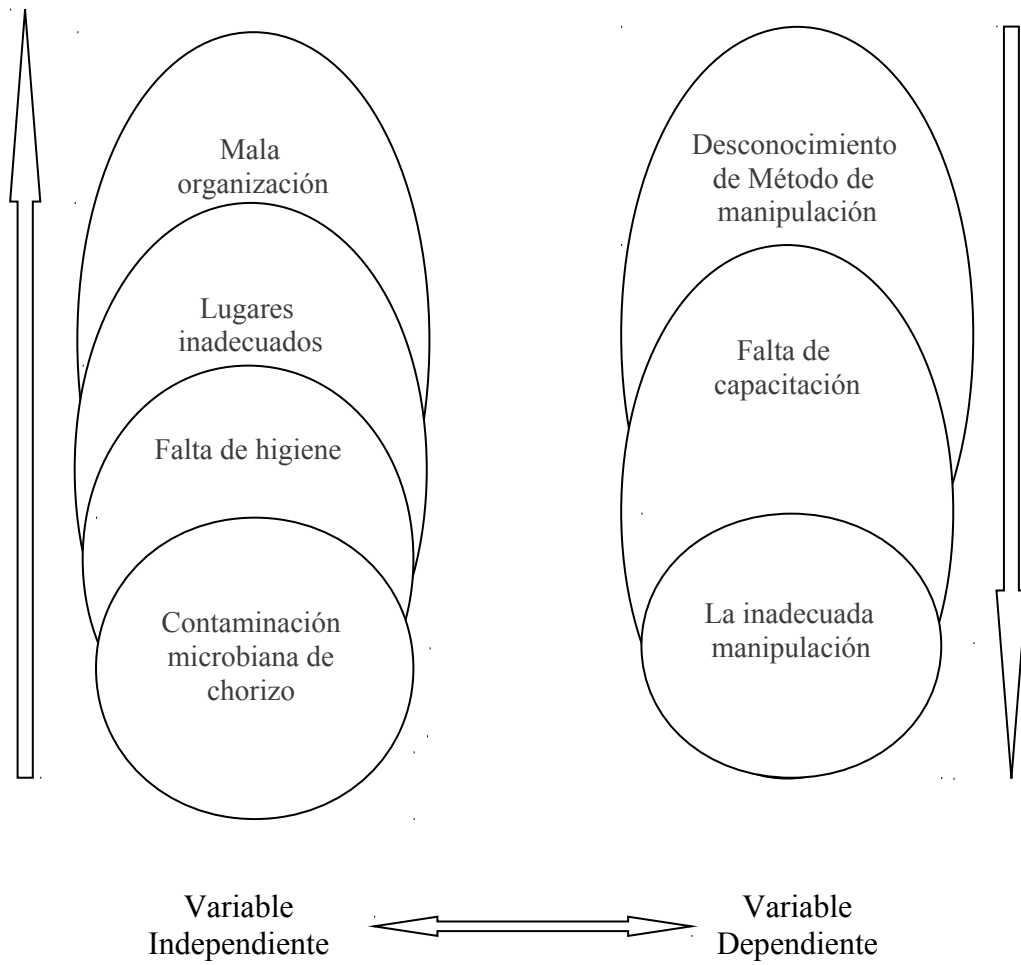 Mala
organización
Lugares
inadecuados
Falta de higiene
Contaminación
microbiana de
chorizo
Desconocimiento
de Método de
manipulación
Falta de
capacitación
La inadecuada
manipulación
Variable
Independiente
Variable
Dependiente